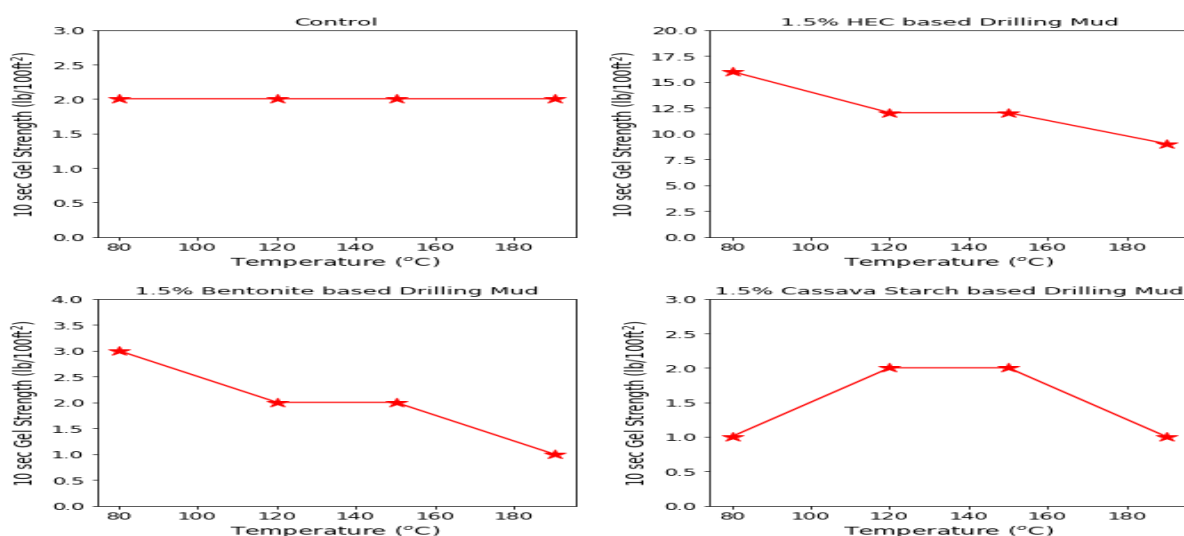 Control
3.0
2.5
2.0
1.5
1.0
0.5
0.0
10 sec Gel Strength (lb/100ft²)
80 100 120 140 160 180
Temperature (°C)
1.5% HEC based Drilling Mud
20.0
17.5
15.0
12.5
10.0
7.5
5.0
2.5
0.0
10 sec Gel Strength (lb/100ft²)
80 100 120 140 160 180
Temperature (°C)
1.5% Bentonite based Drilling Mud
4.0
3.5
3.0
2.5
2.0
1.5
1.0
0.5
0.0
10 sec Gel Strength (lb/100ft²)
80 100 120 140 160 180
Temperature (°C)
1.5% Cassava Starch based Drilling Mud
3.0
2.5
2.0
1.5
1.0
0.5
0.0
10 sec Gel Strength (lb/100ft²)
80 100 120 140 160 180
Temperature (°C)